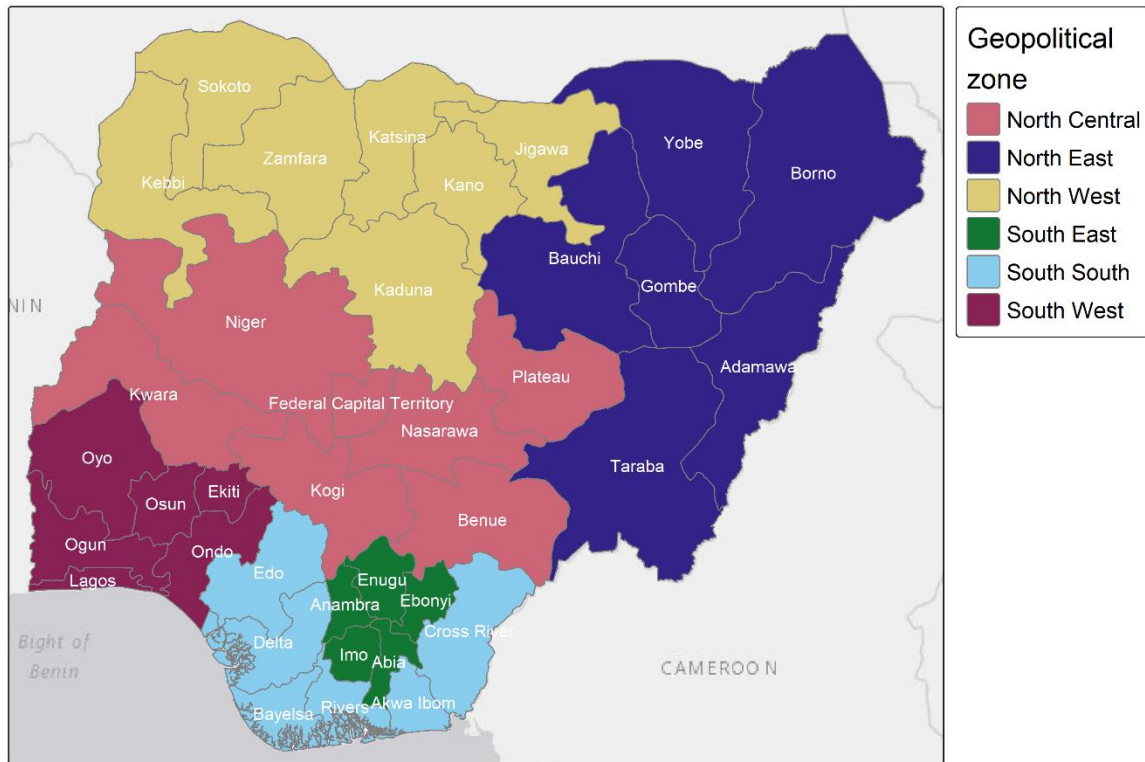 Geopolitical
zone
North Central
North East
North West
South East
South South
South West
Sokoto
Katsina
Jigawa
Yobe
Zamfara
Borno
Kebbi
Kano
Bauchi
Gombe
Kaduna
NIN
Niger
Adamawa
Plateau
Kwara
Federal Capital Territory
Nasarawa
Oyo
Taraba
Osun
Ekiti
Kogi
Benue
Ogun
Ondo
Lagos
Edo
Enugu
Anambra
Ebonyi
Cross River
Bight of
Benin
Delta
Imo
Abia
CAMEROON
Akwa Ibom
Rivers
Bayelsa